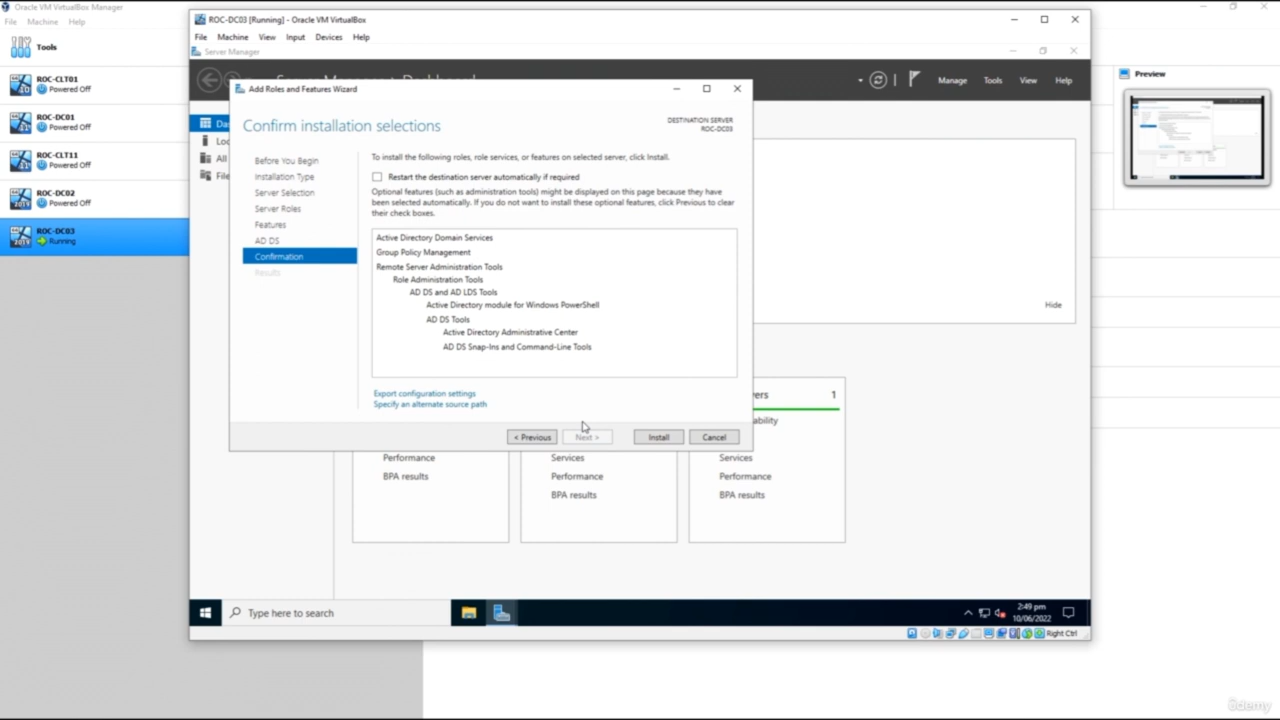 Oracle VM VirtualBox Manager
File Machine Help
Tools
ROC-CLT01
Powered Off
ROC-DC01
Powered Off
ROC-CLT11
Powered Off
ROC-DC02
Powered Off
ROC-DC03
Running
ROC-DC03 [Running] - Oracle VM VirtualBox
File Machine View Input Devices Help
Server Manager
Manage Tools View Help
Add Roles and Features Wizard
Confirm installation selections
DESTINATION SERVER
ROC-DC03
Before You Begin
Installation Type
Server Selection
Server Roles
Features
AD DS
Confirmation
Results
To install the following roles, role services, or features on selected server, click Install.
Restart the destination server automatically if required
Optional features (such as administration tools) might be displayed on this page because they have
been selected automatically. If you do not want to install these optional features, click Previous to clear
their check boxes.
Active Directory Domain Services
Group Policy Management
Remote Server Administration Tools
Role Administration Tools
AD DS and AD LDS Tools
Active Directory module for Windows PowerShell
AD DS Tools
Active Directory Administrative Center
AD DS Snap-Ins and Command-Line Tools
Export configuration settings
Specify an alternate source path
< Previous Next > Install Cancel
Hide
vers 1
ability
Performance Services Services
BPA results Performance Performance
BPA results BPA results
Type here to search
2:49 pm
10/06/2022
Right Ctrl
Preview
ûdemy